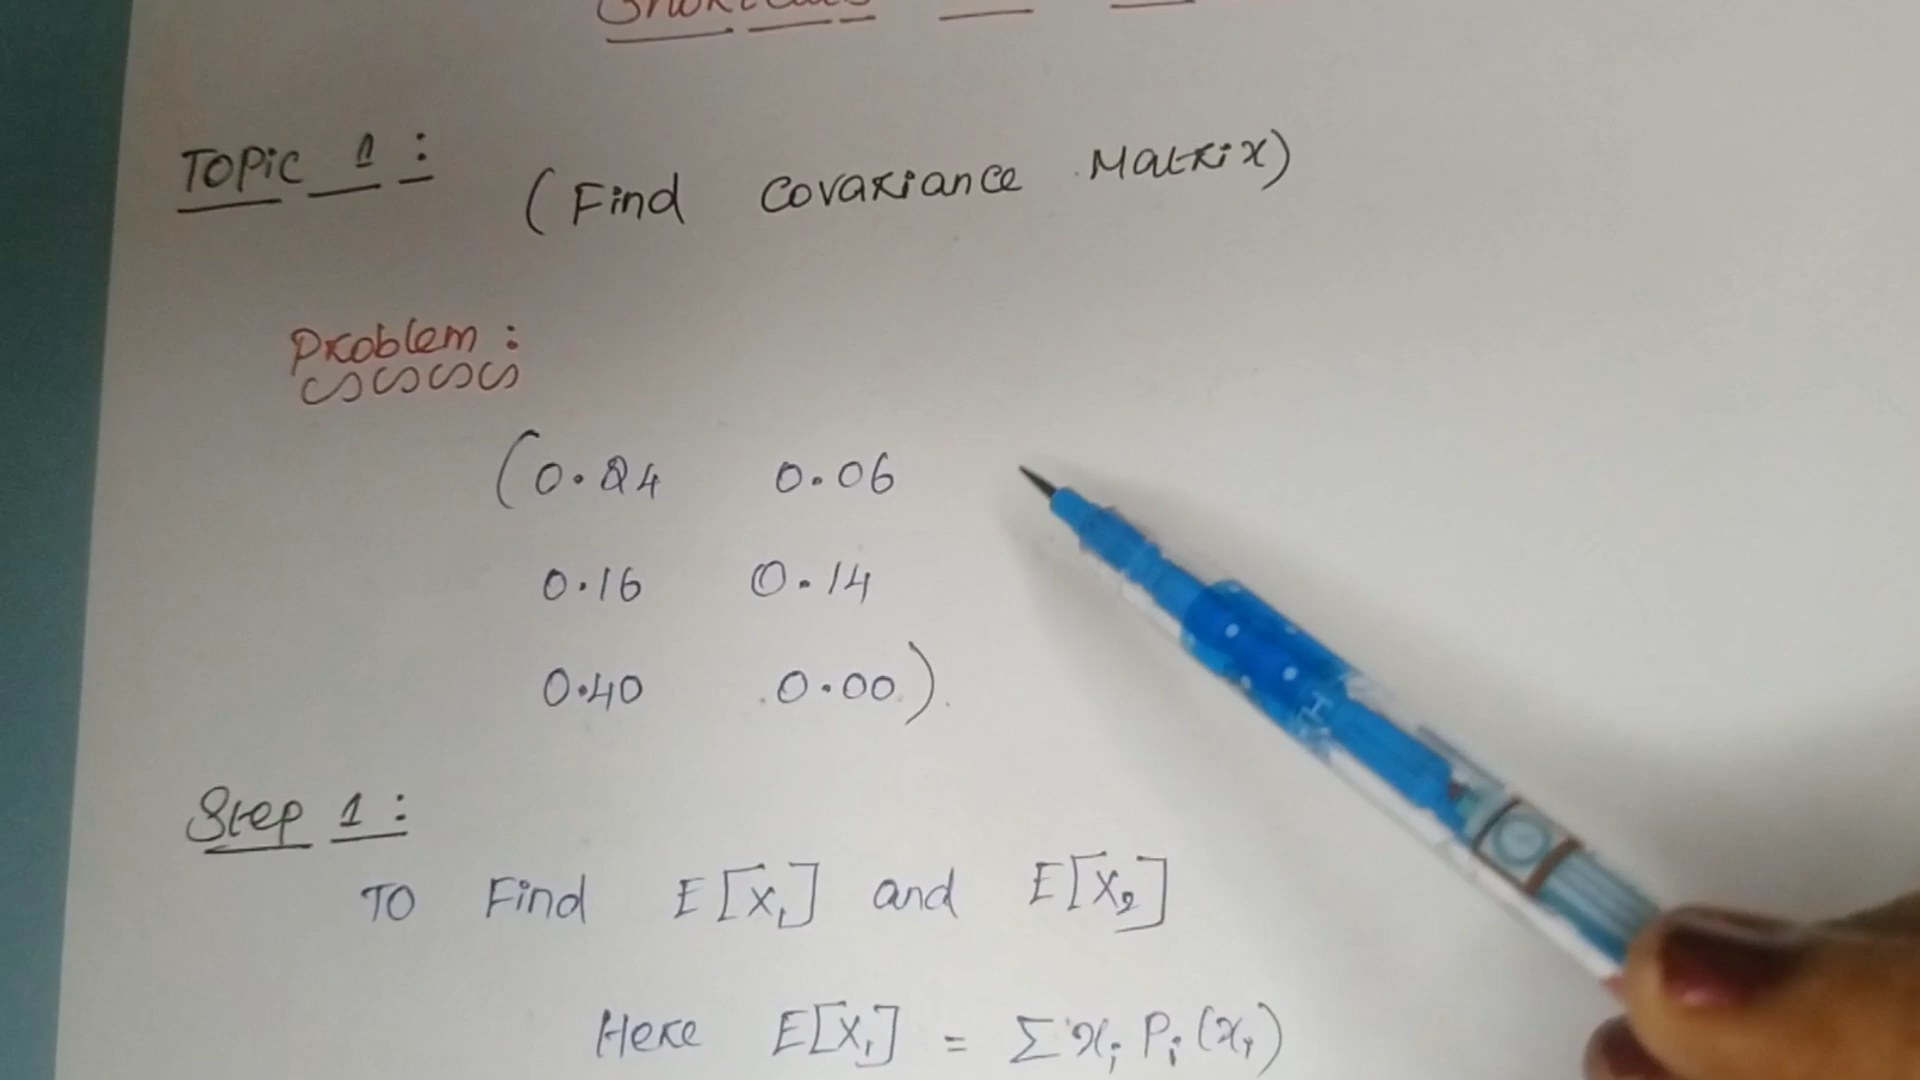 Topic 1 :
(Find Covariance Matrix)
Problem :
(0.24 0.06
0.16 0.14
0.40 0.00)
Step 1 :
To Find E[X₁] and E[X₂]
Here E[X₁] = Σ xᵢ Pᵢ (xᵢ)